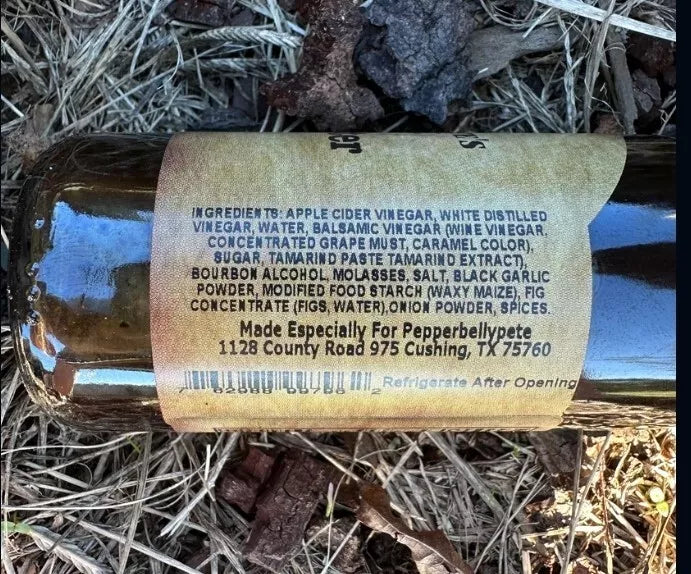 INGREDIENTS: APPLE CIDER VINEGAR, WHITE DISTILLED
VINEGAR, WATER, BALSAMIC VINEGAR (WINE VINEGAR,
CONCENTRATED GRAPE MUST, CARAMEL COLOR),
SUGAR, TAMARIND PASTE TAMARIND EXTRACT),
BOURBON ALCOHOL, MOLASSES, SALT, BLACK GARLIC
POWDER, MODIFIED FOOD STARCH (WAXY MAIZE), FIG
CONCENTRATE (FIGS, WATER),ONION POWDER, SPICES.
Made Especially For Pepperbellypete
1128 County Road 975 Cushing, TX 75760
Refrigerate After Opening